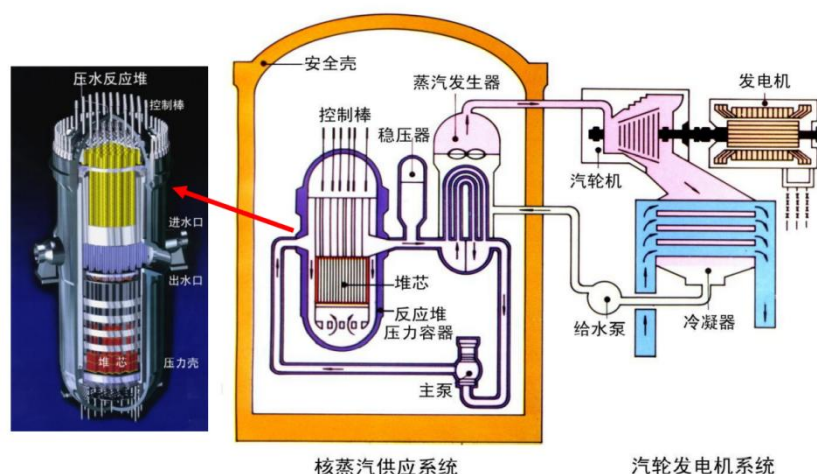 压水反应堆
控制棒
进水口
出水口
堆芯
压力壳
安全壳
控制棒
稳压器
蒸汽发生器
堆芯
反应堆
压力容器
主泵
汽轮机
发电机
给水泵
冷凝器
核蒸汽供应系统
汽轮发电机系统